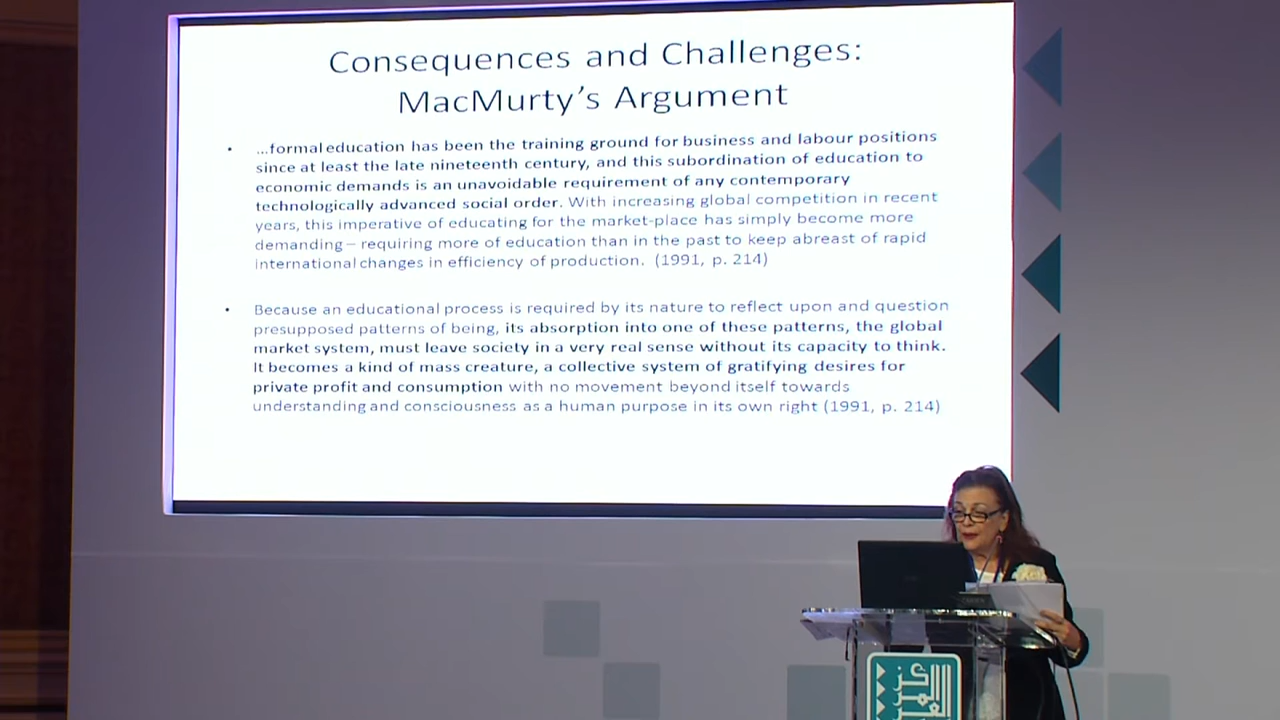 Consequences and Challenges:
MacMurty's Argument
• ...formal education has been the training ground for business and labour positions
since at least the late nineteenth century, and this subordination of education to
economic demands is an unavoidable requirement of any contemporary
technologically advanced social order. With increasing global competition in recent
years, this imperative of educating for the market-place has simply become more
demanding – requiring more of education than in the past to keep abreast of rapid
international changes in efficiency of production. (1991, p. 214)
• Because an educational process is required by its nature to reflect upon and question
presupposed patterns of being, its absorption into one of these patterns, the global
market system, must leave society in a very real sense without its capacity to think.
It becomes a kind of mass creature, a collective system of gratifying desires for
private profit and consumption with no movement beyond itself towards
understanding and consciousness as a human purpose in its own right (1991, p. 214)